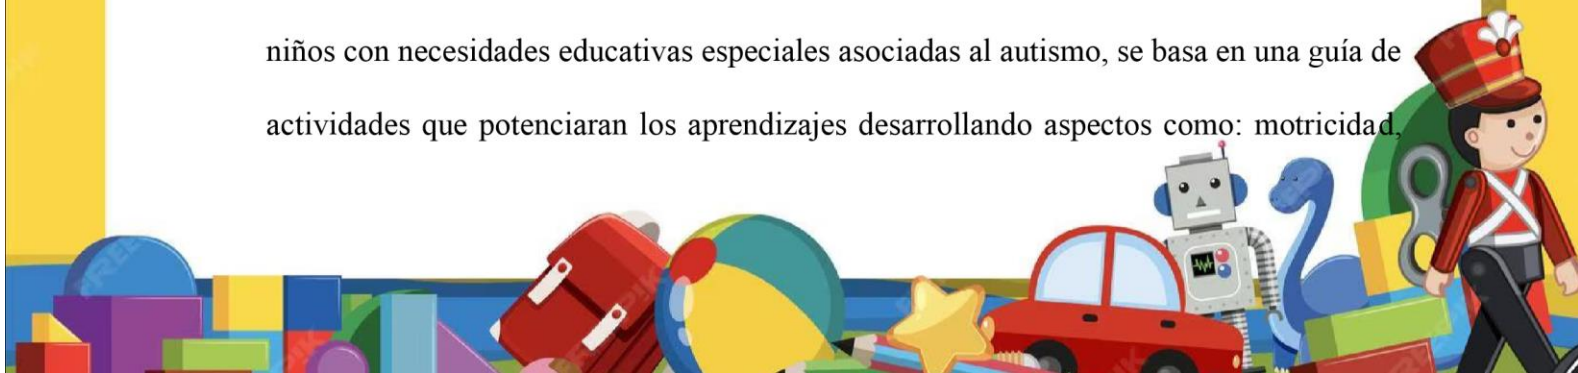 niños con necesidades educativas especiales asociadas al autismo, se basa en una guía de
actividades que potenciaran los aprendizajes desarrollando aspectos como: motricidad,